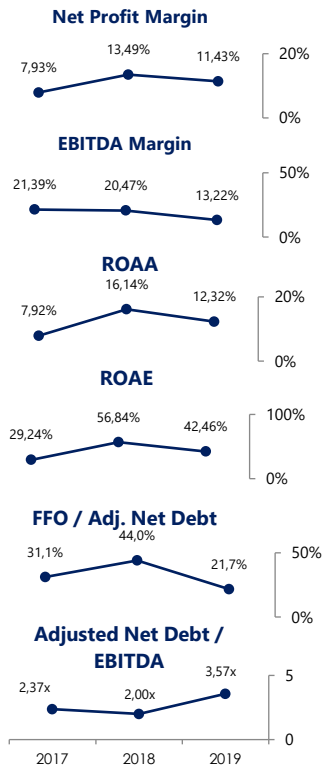 Net Profit Margin
7,93%
13,49%
11,43%
20%
0%
EBITDA Margin
21,39%
20,47%
13,22%
50%
0%
ROAA
7,92%
16,14%
12,32%
20%
0%
ROAE
29,24%
56,84%
42,46%
100%
0%
FFO / Adj. Net Debt
31,1%
44,0%
21,7%
50%
0%
Adjusted Net Debt /
EBITDA
2,37x
2,00x
3,57x
5
0
2017 2018 2019